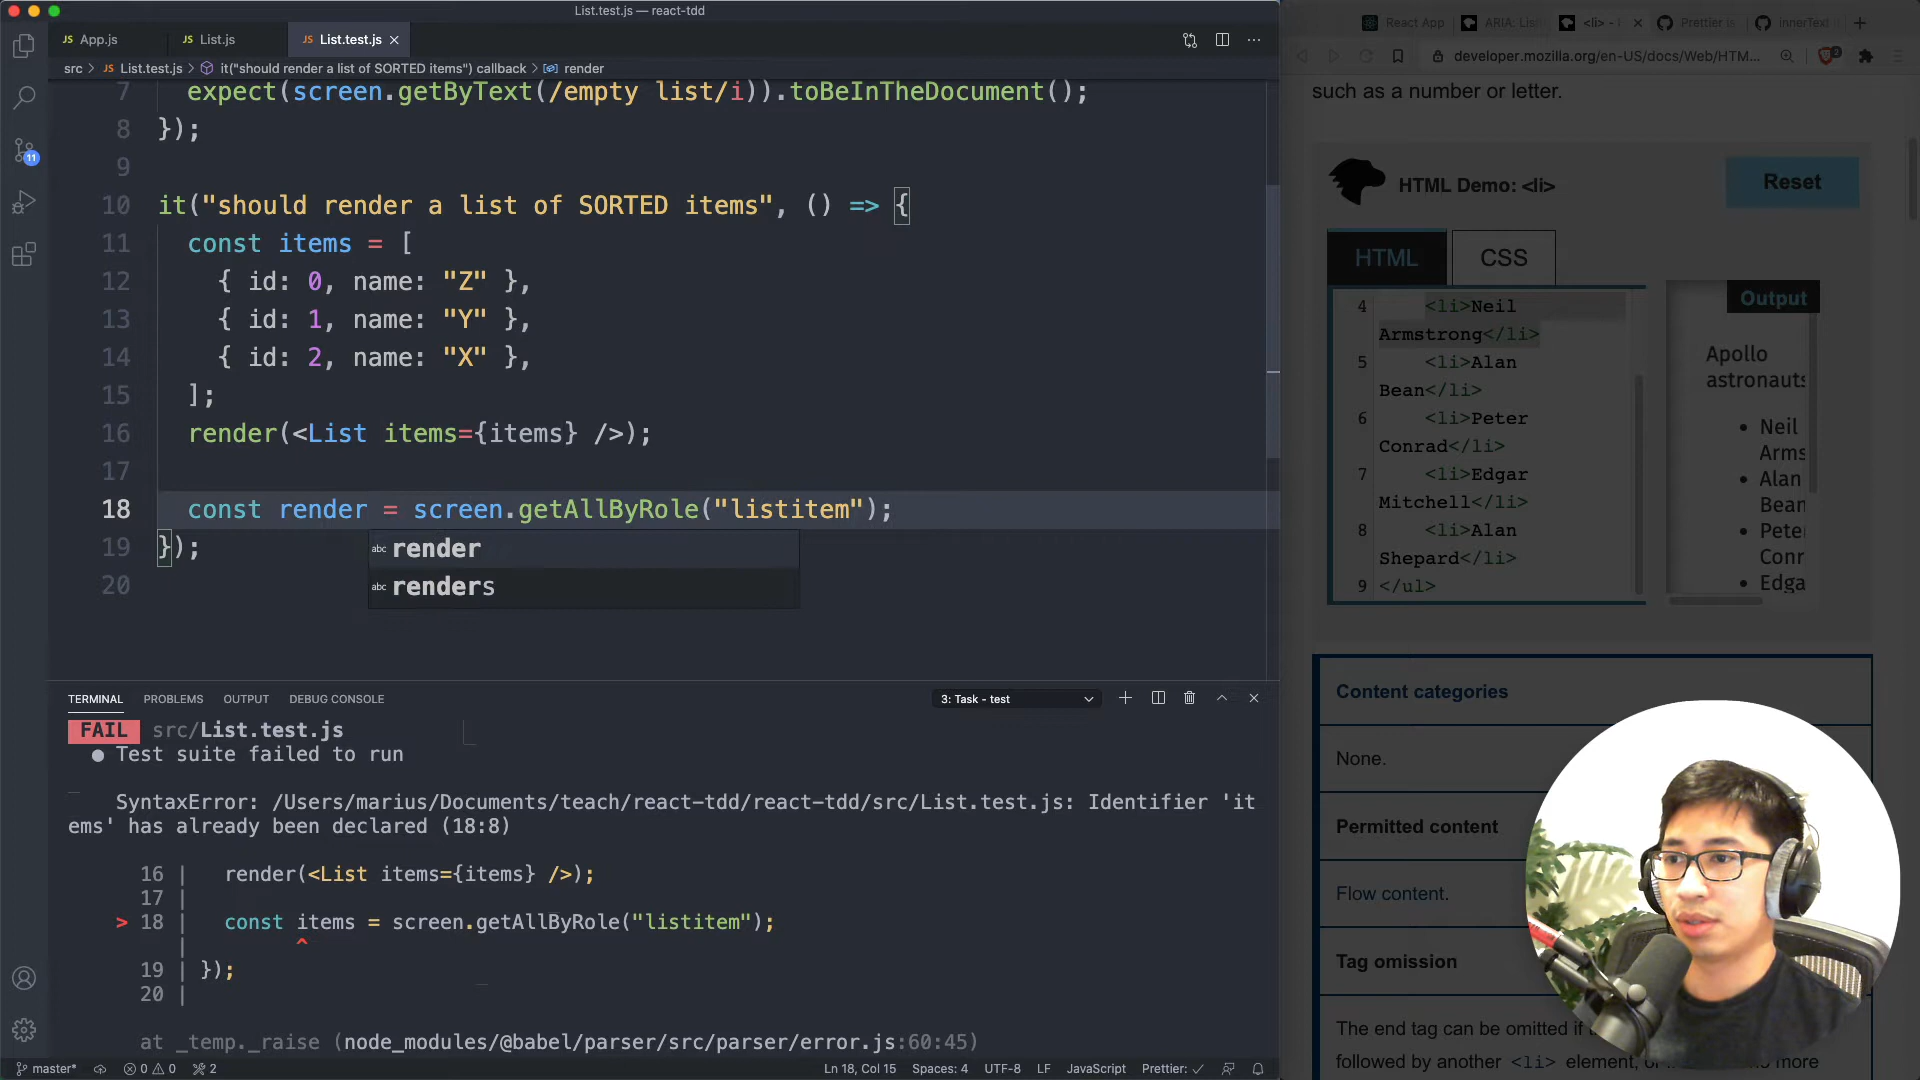 List.test.js — react-tdd
JS App.js
JS List.js
JS List.test.js
src > JS List.test.js > it("should render a list of SORTED items") callback > render
7 expect(screen.getByText(/empty list/i)).toBeInTheDocument();
8 });
9
10 it("should render a list of SORTED items", () => {
11 const items = [
12 { id: 0, name: "Z" },
13 { id: 1, name: "Y" },
14 { id: 2, name: "X" },
15 ];
16 render(<List items={items} />);
17
18 const render = screen.getAllByRole("listitem");
19 });
20
abc render
abc renders
11
TERMINAL PROBLEMS OUTPUT DEBUG CONSOLE
3: Task - test
FAIL src/List.test.js
● Test suite failed to run
SyntaxError: /Users/marius/Documents/teach/react-tdd/react-tdd/src/List.test.js: Identifier 'it
ems' has already been declared (18:8)
16 | render(<List items={items} />);
17 |
> 18 | const items = screen.getAllByRole("listitem");
| ^
19 | });
20 |
at _temp._raise (node_modules/@babel/parser/src/parser/error.js:60:45)
master* 0 0 2
Ln 18, Col 15 Spaces: 4 UTF-8 LF JavaScript Prettier: ✓
React App
ARIA: List
<li> -
Prettier
innerText
developer.mozilla.org/en-US/docs/Web/HTM...
2
such as a number or letter.
HTML Demo: <li>
Reset
HTML
CSS
4 <li>Neil
Armstrong</li>
5 <li>Alan
Bean</li>
6 <li>Peter
Conrad</li>
7 <li>Edgar
Mitchell</li>
8 <li>Alan
Shepard</li>
9 </ul>
Output
Apollo
astronauts
• Neil
Arms
• Alan
Bean
• Pete
Conr
• Edga
Content categories
None.
Permitted content
Flow content.
Tag omission
The end tag can be omitted if
followed by another <li> element, or
more